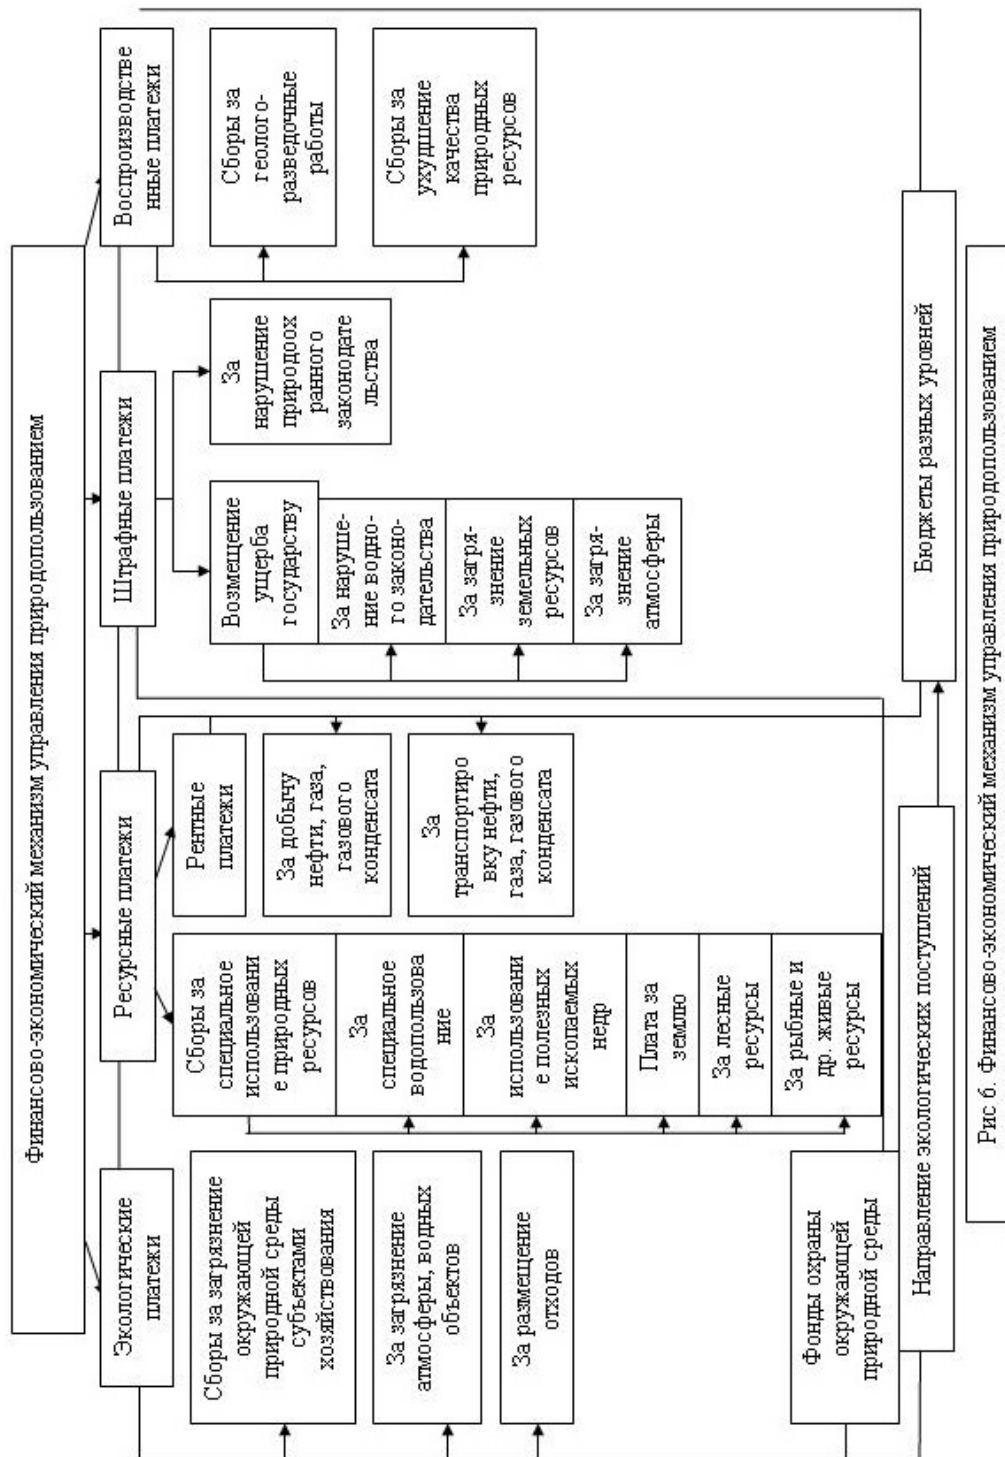 Финансово-экономический механизм управления природопользованием
Экологические
платежи
Ресурсные платежи
Штрафные платежи
Воспроизводстве
нные платежи
Сборы за загрязнение
окружающей
природной среды
субъектами
хозяйствования
За загрязнение
атмосферы, водных
объектов
За размещение
отходов
Фонды охраны
окружающей
природной среды
Сборы за
специальное
использовани
е природных
ресурсов
За
специальное
водопользова
ние
За
использовани
е полезных
ископаемых
недр
Плата за
землю
За лесные
ресурсы
За рыбные и
др. живые
ресурсы
Рентные
платежи
За добычу
нефти, газа,
газового
конденсата
За
транспортиро
вку нефти,
газа, газового
конденсата
Возмещение
ущерба
государству
За наруше-
ние водно-
го законо-
дательства
За загря-
знение
земельных
ресурсов
За загря-
знение
атмосферы
За
нарушение
природоох
ранного
законодате
льства
Сборы за
геолого-
разведочные
работы
Сборы за
ухудшение
качества
природных
ресурсов
Направление экологических поступлений
Бюджеты разных уровней
Рис 6. Финансово-экономический механизм управления природопользованием